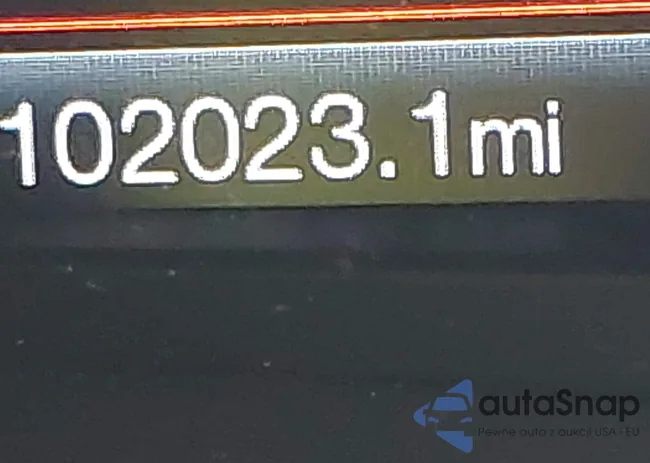 102023.1mi
autaSnap
Pewne auta z aukcji USA - EU